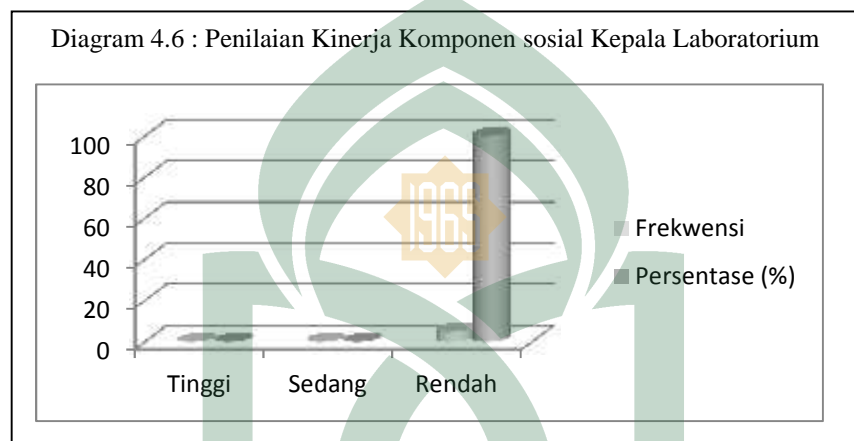 Diagram 4.6 : Penilaian Kinerja Komponen sosial Kepala Laboratorium
100
80
60
40
20
0
Tinggi Sedang Rendah
Frekwensi
Persentase (%)
1965